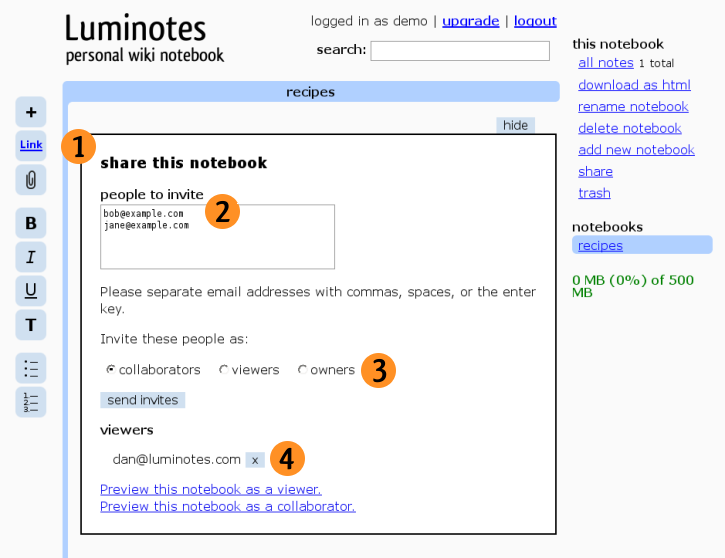 Luminotes
personal wiki notebook
logged in as demo | upgrade | logout
search:
+
Link
B
I
U
T
1
2
3
recipes
hide
1
share this notebook
people to invite
2
bob@example.com
jane@example.com
Please separate email addresses with commas, spaces, or the enter
key.
Invite these people as:
collaborators viewers owners
3
send invites
viewers
dan@luminotes.com x
4
Preview this notebook as a viewer.
Preview this notebook as a collaborator.
this notebook
all notes 1 total
download as html
rename notebook
delete notebook
add new notebook
share
trash
notebooks
recipes
0 MB (0%) of 500
MB